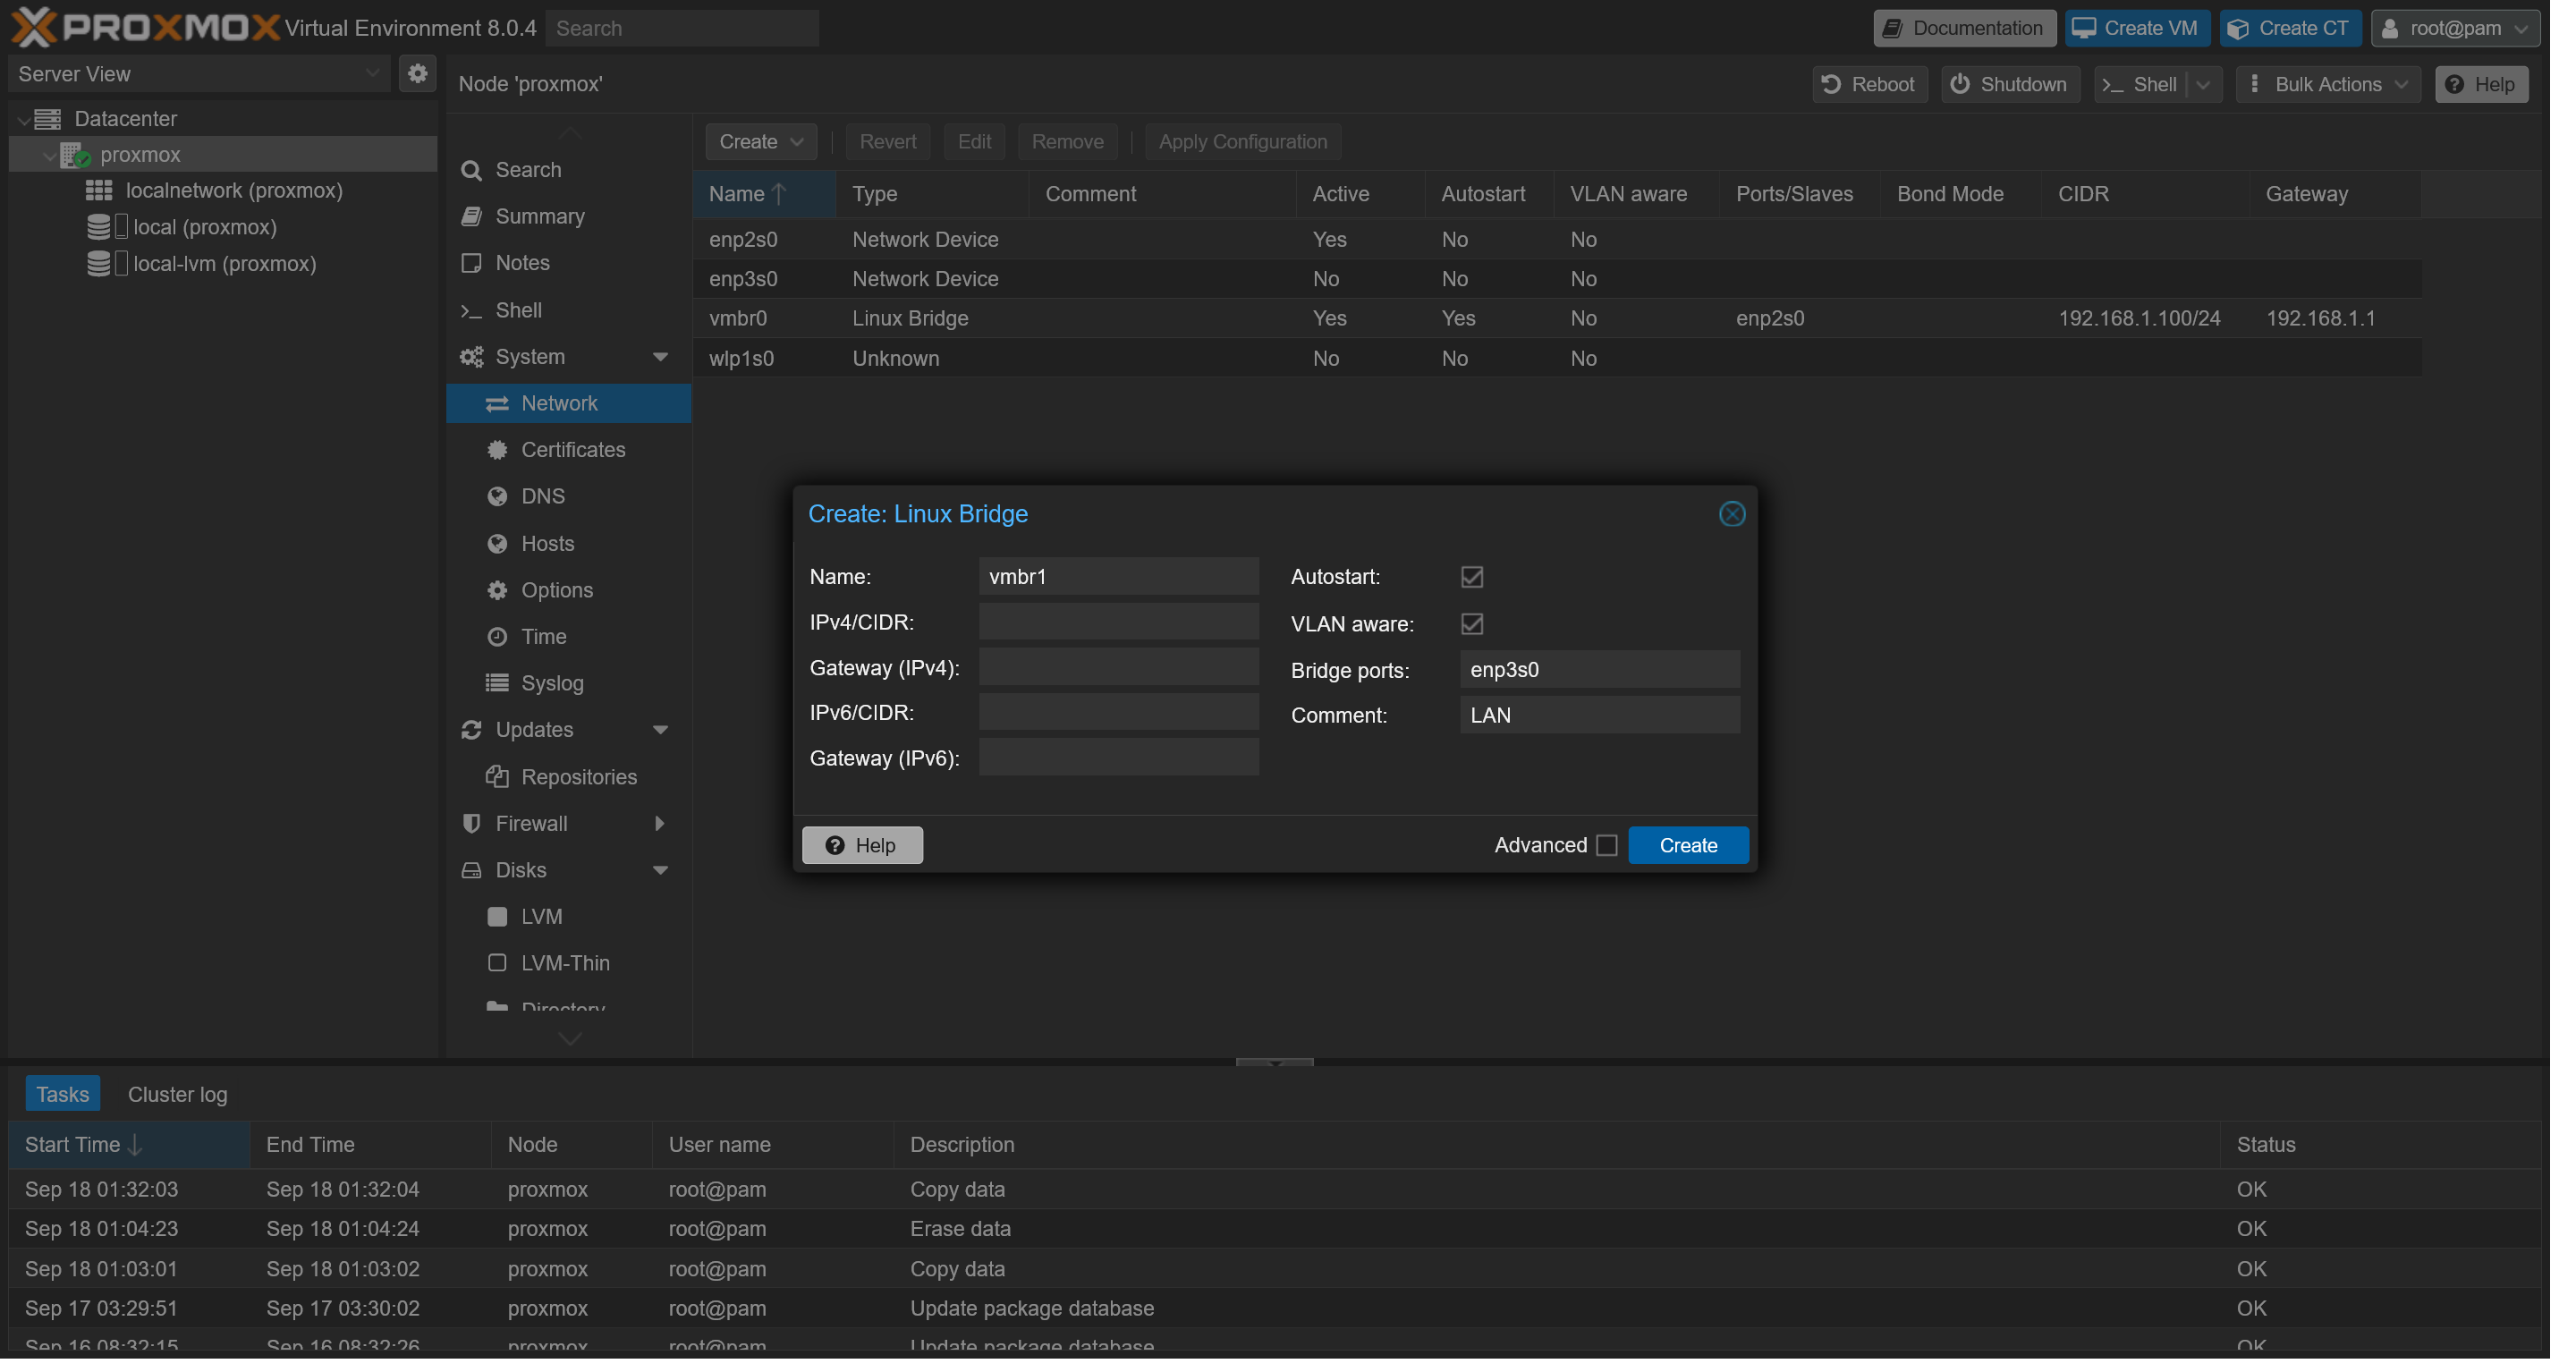 PROXMOX Virtual Environment 8.0.4 Search Documentation Create VM Create CT root@pam
Server View
Node 'proxmox' Reboot Shutdown Shell Bulk Actions Help
Datacenter
proxmox
localnetwork (proxmox)
local (proxmox)
local-lvm (proxmox)
Search
Summary
Notes
Shell
System
Network
Certificates
DNS
Hosts
Options
Time
Syslog
Updates
Repositories
Firewall
Disks
LVM
LVM-Thin
Directory
Create Revert Edit Remove Apply Configuration
Name Type Comment Active Autostart VLAN aware Ports/Slaves Bond Mode CIDR Gateway
enp2s0 Network Device Yes No No
enp3s0 Network Device No No No
vmbr0 Linux Bridge Yes Yes No enp2s0 192.168.1.100/24 192.168.1.1
wlp1s0 Unknown No No No
Create: Linux Bridge
Name: vmbr1 Autostart:
IPv4/CIDR: VLAN aware:
Gateway (IPv4): Bridge ports: enp3s0
IPv6/CIDR: Comment: LAN
Gateway (IPv6):
Help Advanced Create
Tasks Cluster log
Start Time End Time Node User name Description Status
Sep 18 01:32:03 Sep 18 01:32:04 proxmox root@pam Copy data OK
Sep 18 01:04:23 Sep 18 01:04:24 proxmox root@pam Erase data OK
Sep 18 01:03:01 Sep 18 01:03:02 proxmox root@pam Copy data OK
Sep 17 03:29:51 Sep 17 03:30:02 proxmox root@pam Update package database OK
Sep 16 08:32:15 Sep 16 08:32:26 proxmox root@pam Update package database OK